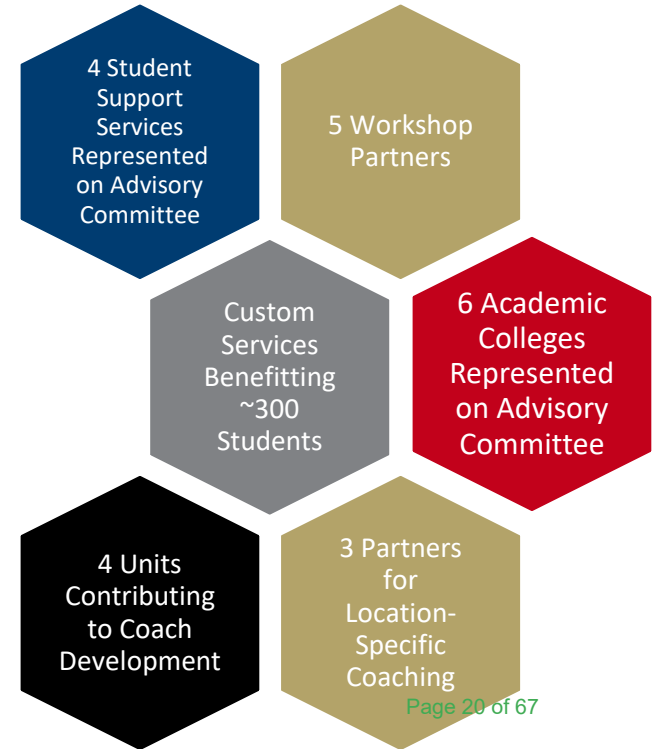 4 Student
Support
Services
Represented
on Advisory
Committee
5 Workshop
Partners
Custom
Services
Benefitting
~300
Students
6 Academic
Colleges
Represented
on Advisory
Committee
4 Units
Contributing
to Coach
Development
3 Partners
for
Location-
Specific
Coaching
Page 20 of 67